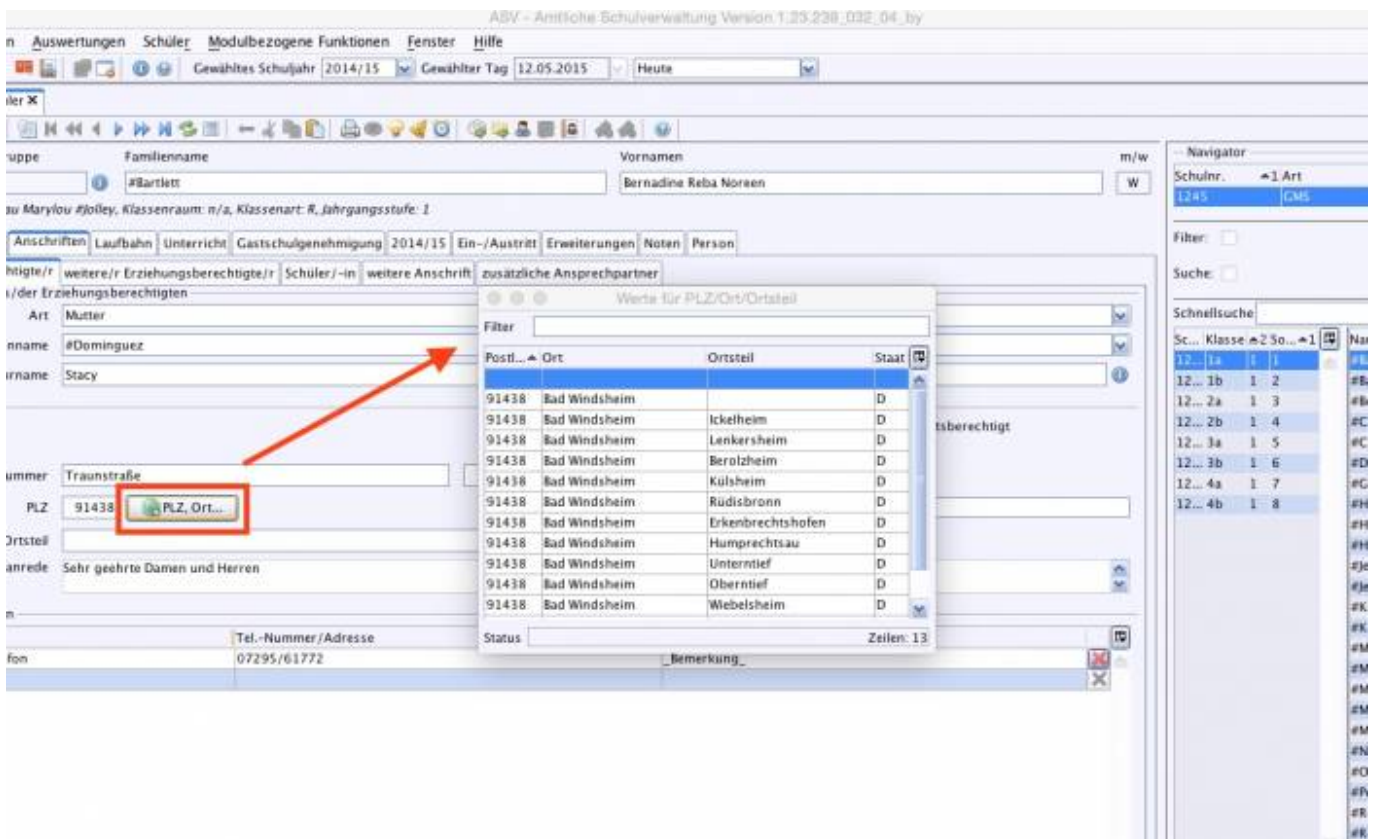 ASV - Amtliche Schulverwaltung Version 1.23.238_032_04_by
n Auswertungen Schüler Modulbezogene Funktionen Fenster Hilfe
Gewähltes Schuljahr 2014/15 Gewählter Tag 12.05.2015 Heute
ler X
ruppe Familienname Vornamen m/w
#Bartlett Bernadine Reba Noreen W
au Marylou #Jolley, Klassenraum: n/a, Klassenart: R, Jahrgangsstufe: 1
Anschriften Laufbahn Unterricht Gastschulgenehmigung 2014/15 Ein-/Austritt Erweiterungen Noten Person
htigte/r weitere/r Erziehungsberechtigte/r Schüler/-in weitere Anschrift zusätzliche Ansprechpartner
/der Erziehungsberechtigten
Art Mutter
nname #Dominguez
rname Stacy
tsberechtigt
ummer Traunstraße
PLZ 91438 PLZ, Ort...
Ortsteil
anrede Sehr geehrte Damen und Herren
n
Tel.-Nummer/Adresse
fon 07295/61772 _Bemerkung_
Werte für PLZ/Ort/Ortsteil
Filter
Postl... Ort Ortsteil Staat
91438 Bad Windsheim D
91438 Bad Windsheim Ickelheim D
91438 Bad Windsheim Lenkersheim D
91438 Bad Windsheim Berolzheim D
91438 Bad Windsheim Külsheim D
91438 Bad Windsheim Rüdisbronn D
91438 Bad Windsheim Erkenbrechtshofen D
91438 Bad Windsheim Humprechtsau D
91438 Bad Windsheim Unterntief D
91438 Bad Windsheim Oberntief D
91438 Bad Windsheim Wiebelsheim D
Status Zeilen: 13
Navigator
Schulnr. 1 Art
1245 GMS
Filter:
Suche:
Schnellsuche
Sc... Klasse 2 So... 1 Nar
12... 1a 1 1
12... 1b 1 2
12... 2a 1 3
12... 2b 1 4 #C
12... 3a 1 5 #C
12... 3b 1 6 #D
12... 4a 1 7 #G
12... 4b 1 8 #H
#H
#H
#Je
#Je
#K
#K
#M
#M
#M
#M
#M
#N
#O
#Pe
#R
#R